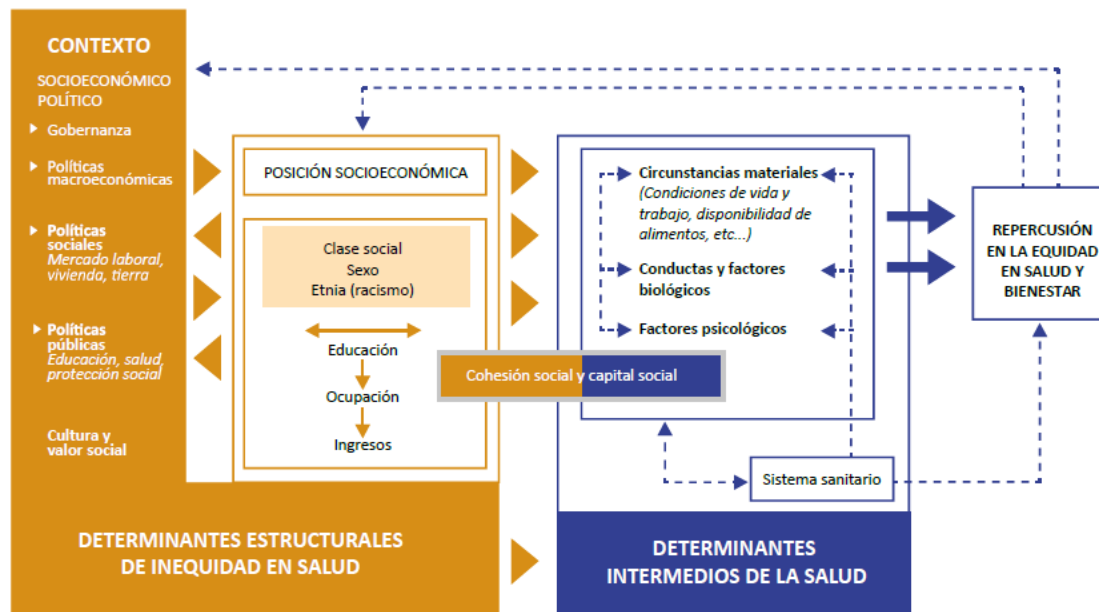 CONTEXTO
SOCIOECONÓMICO
POLÍTICO
Gobernanza
Políticas
macroeconómicas
Políticas
sociales
Mercado laboral,
vivienda, tierra
Políticas
públicas
Educación, salud,
protección social
Cultura y
valor social
POSICIÓN SOCIOECONÓMICA
Clase social
Sexo
Etnia (racismo)
Educación
Ocupación
Ingresos
Cohesión social y capital social
Circunstancias materiales
(Condiciones de vida y
trabajo, disponibilidad de
alimentos, etc...)
Conductas y factores
biológicos
Factores psicológicos
Sistema sanitario
REPERCUSIÓN
EN LA EQUIDAD
EN SALUD Y
BIENESTAR
DETERMINANTES ESTRUCTURALES
DE INEQUIDAD EN SALUD
DETERMINANTES
INTERMEDIOS DE LA SALUD